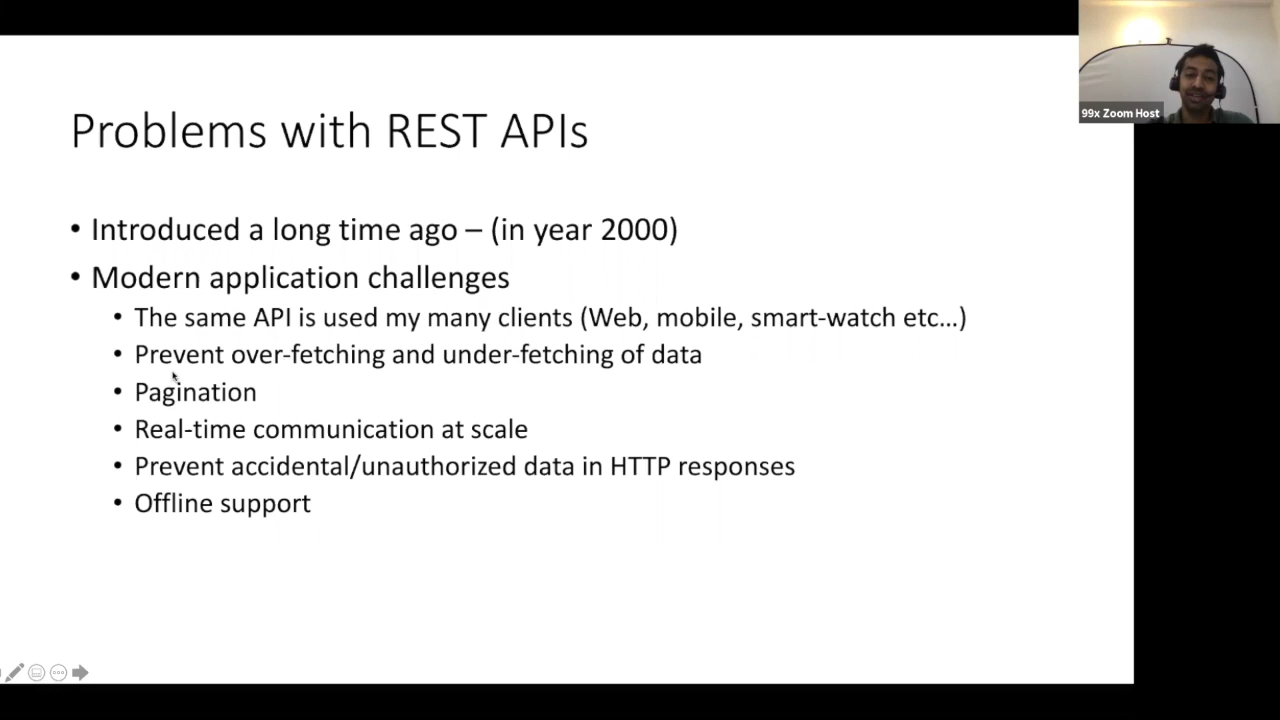 Problems with REST APIs
• Introduced a long time ago – (in year 2000)
• Modern application challenges
• The same API is used my many clients (Web, mobile, smart-watch etc…)
• Prevent over-fetching and under-fetching of data
• Pagination
• Real-time communication at scale
• Prevent accidental/unauthorized data in HTTP responses
• Offline support
99x Zoom Host